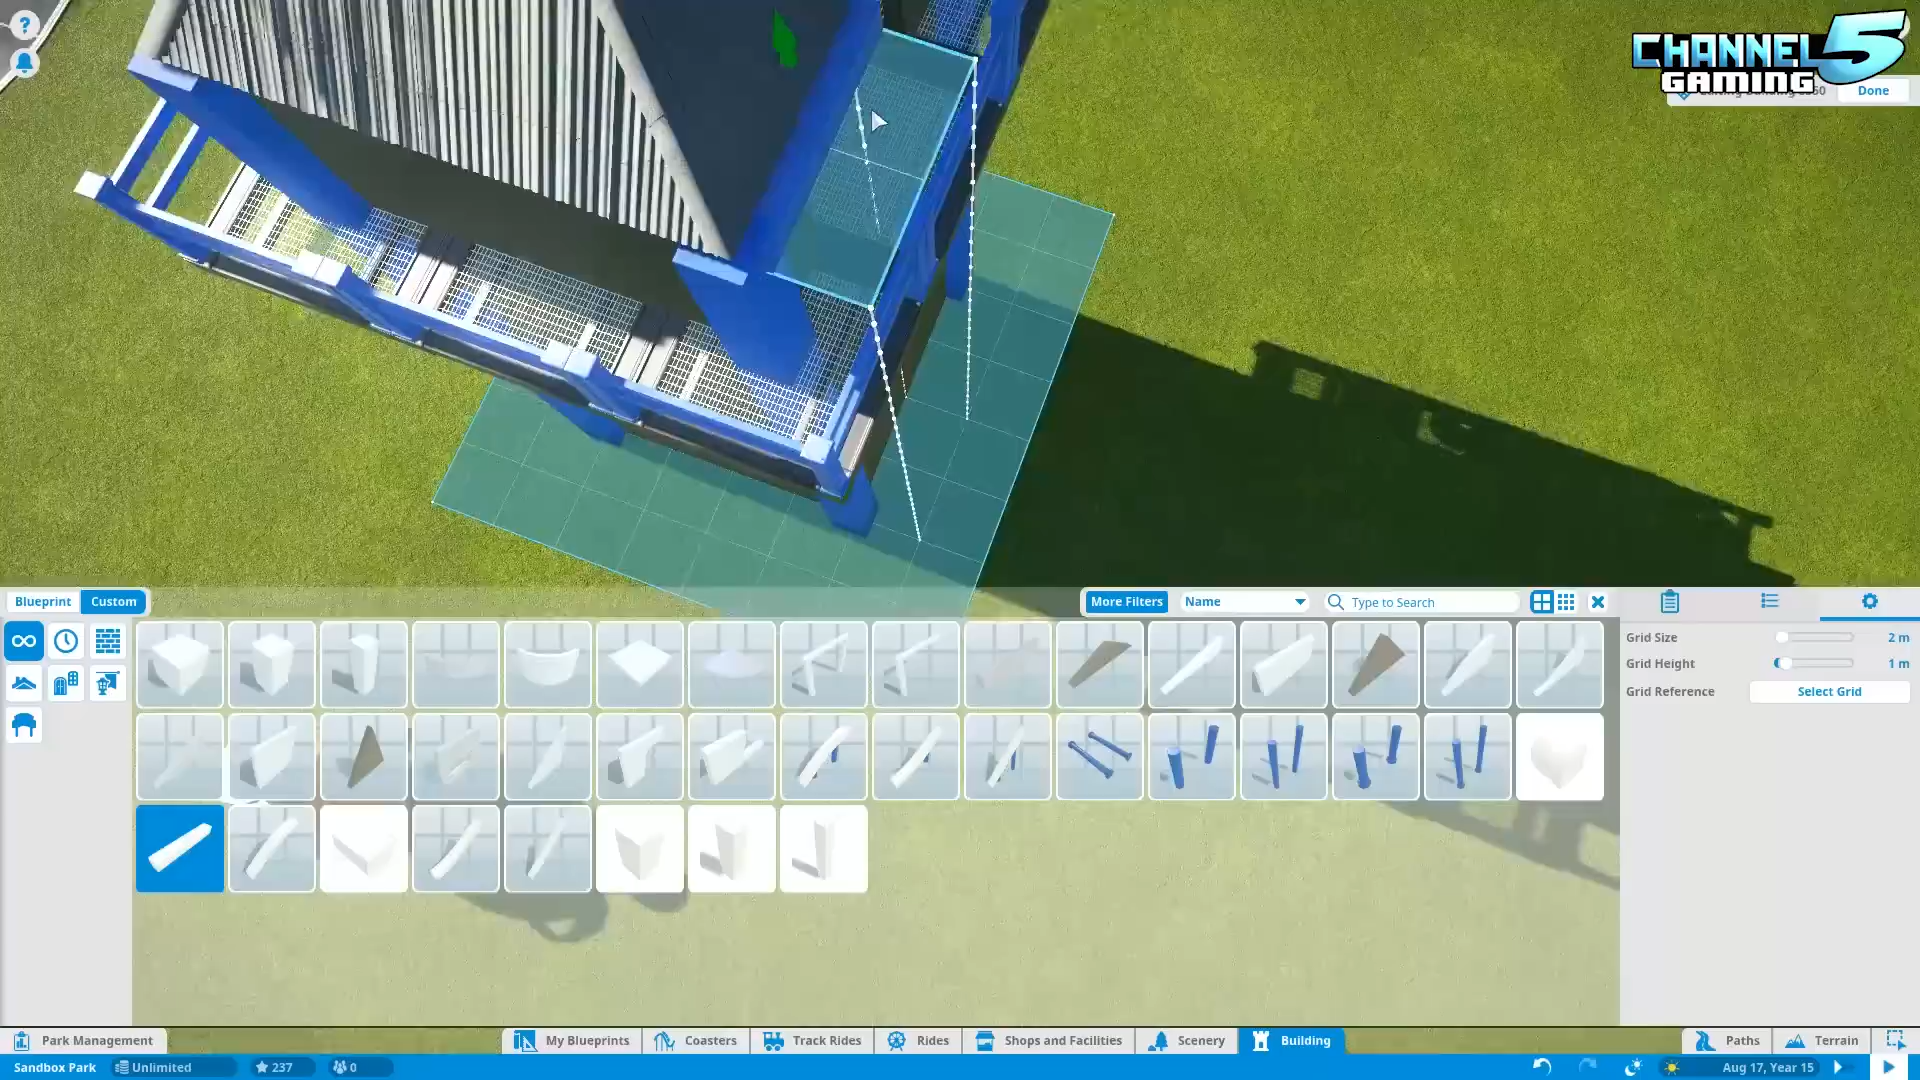 ?
CHANNEL 5
GAMING
Done
Blueprint
Custom
More Filters
Name
Type to Search
Grid Size
2 m
Grid Height
1 m
Grid Reference
Select Grid
Park Management
My Blueprints
Coasters
Track Rides
Rides
Shops and Facilities
Scenery
Building
Paths
Terrain
Sandbox Park
Unlimited
237
0
Aug 17, Year 15